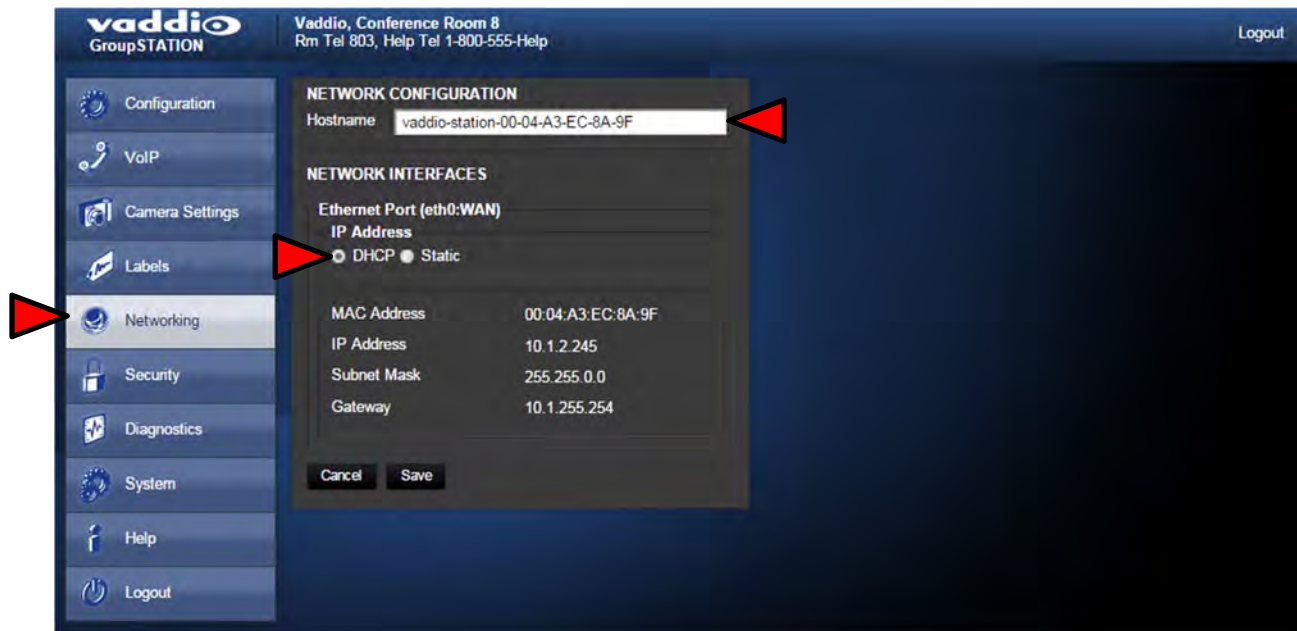 vaddio
GroupSTATION
Vaddio, Conference Room 8
Rm Tel 803, Help Tel 1-800-555-Help
Logout
Configuration
VoIP
Camera Settings
Labels
Networking
Security
Diagnostics
System
Help
Logout
NETWORK CONFIGURATION
Hostname vaddio-station-00-04-A3-EC-8A-9F
NETWORK INTERFACES
Ethernet Port (eth0:WAN)
IP Address
DHCP Static
MAC Address 00:04:A3:EC:8A:9F
IP Address 10.1.2.245
Subnet Mask 255.255.0.0
Gateway 10.1.255.254
Cancel Save